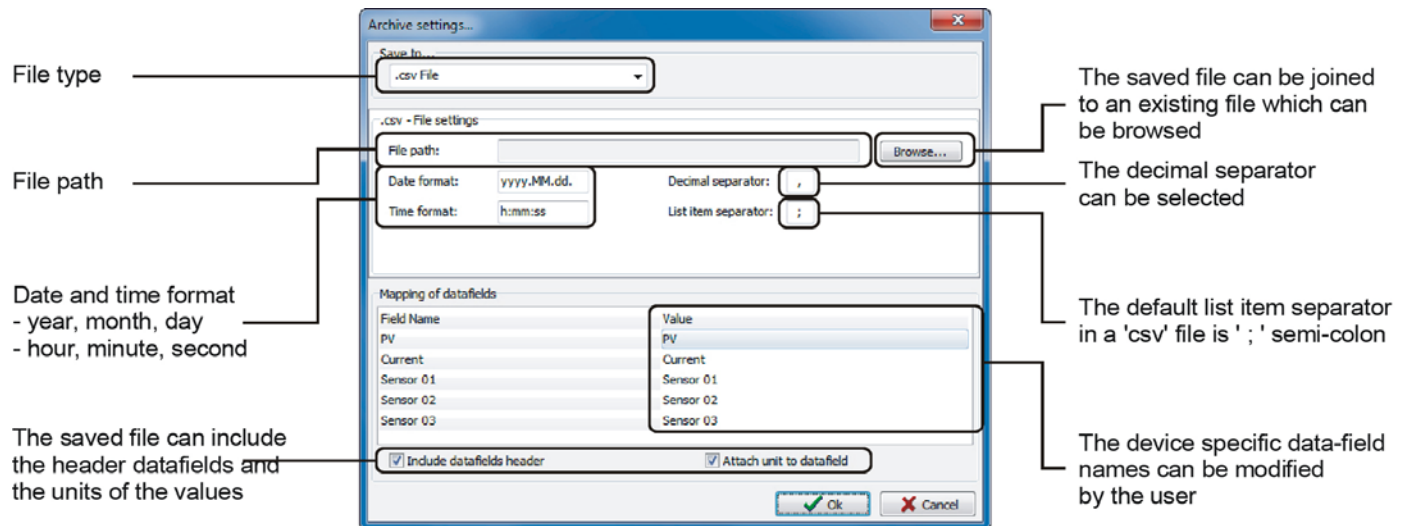 Archive settings...
Save to...
File type
.csv File
The saved file can be joined
to an existing file which can
be browsed
.csv - File settings
File path:
Browse...
File path
Date format:
yyyy.MM.dd.
Decimal separator:
,
The decimal separator
can be selected
Time format:
h:mm:ss
List item separator:
;
Date and time format
- year, month, day
- hour, minute, second
Mapping of datafields
The default list item separator
in a 'csv' file is ' ; ' semi-colon
Field Name
Value
PV
PV
Current
Current
Sensor 01
Sensor 01
Sensor 02
Sensor 02
Sensor 03
Sensor 03
The saved file can include
the header datafields and
the units of the values
Include datafields header
Attach unit to datafield
The device specific data-field
names can be modified
by the user
Ok
Cancel